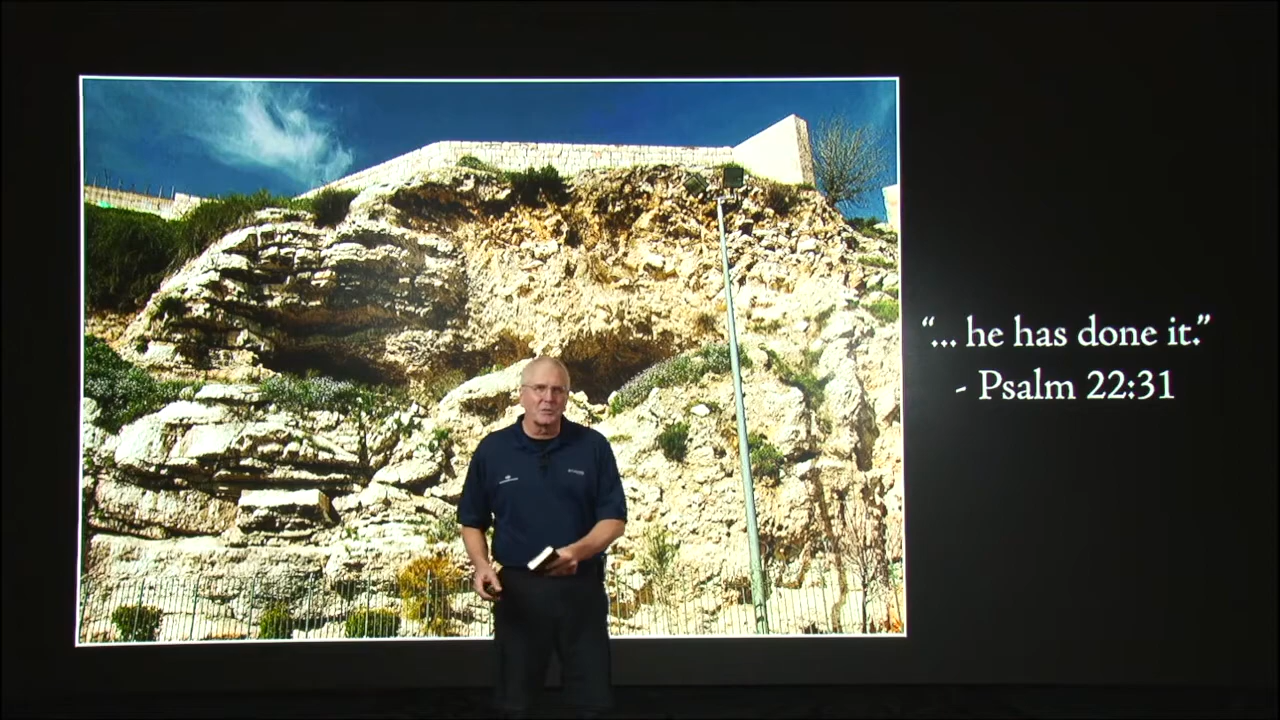 “... he has done it.”
- Psalm 22:31